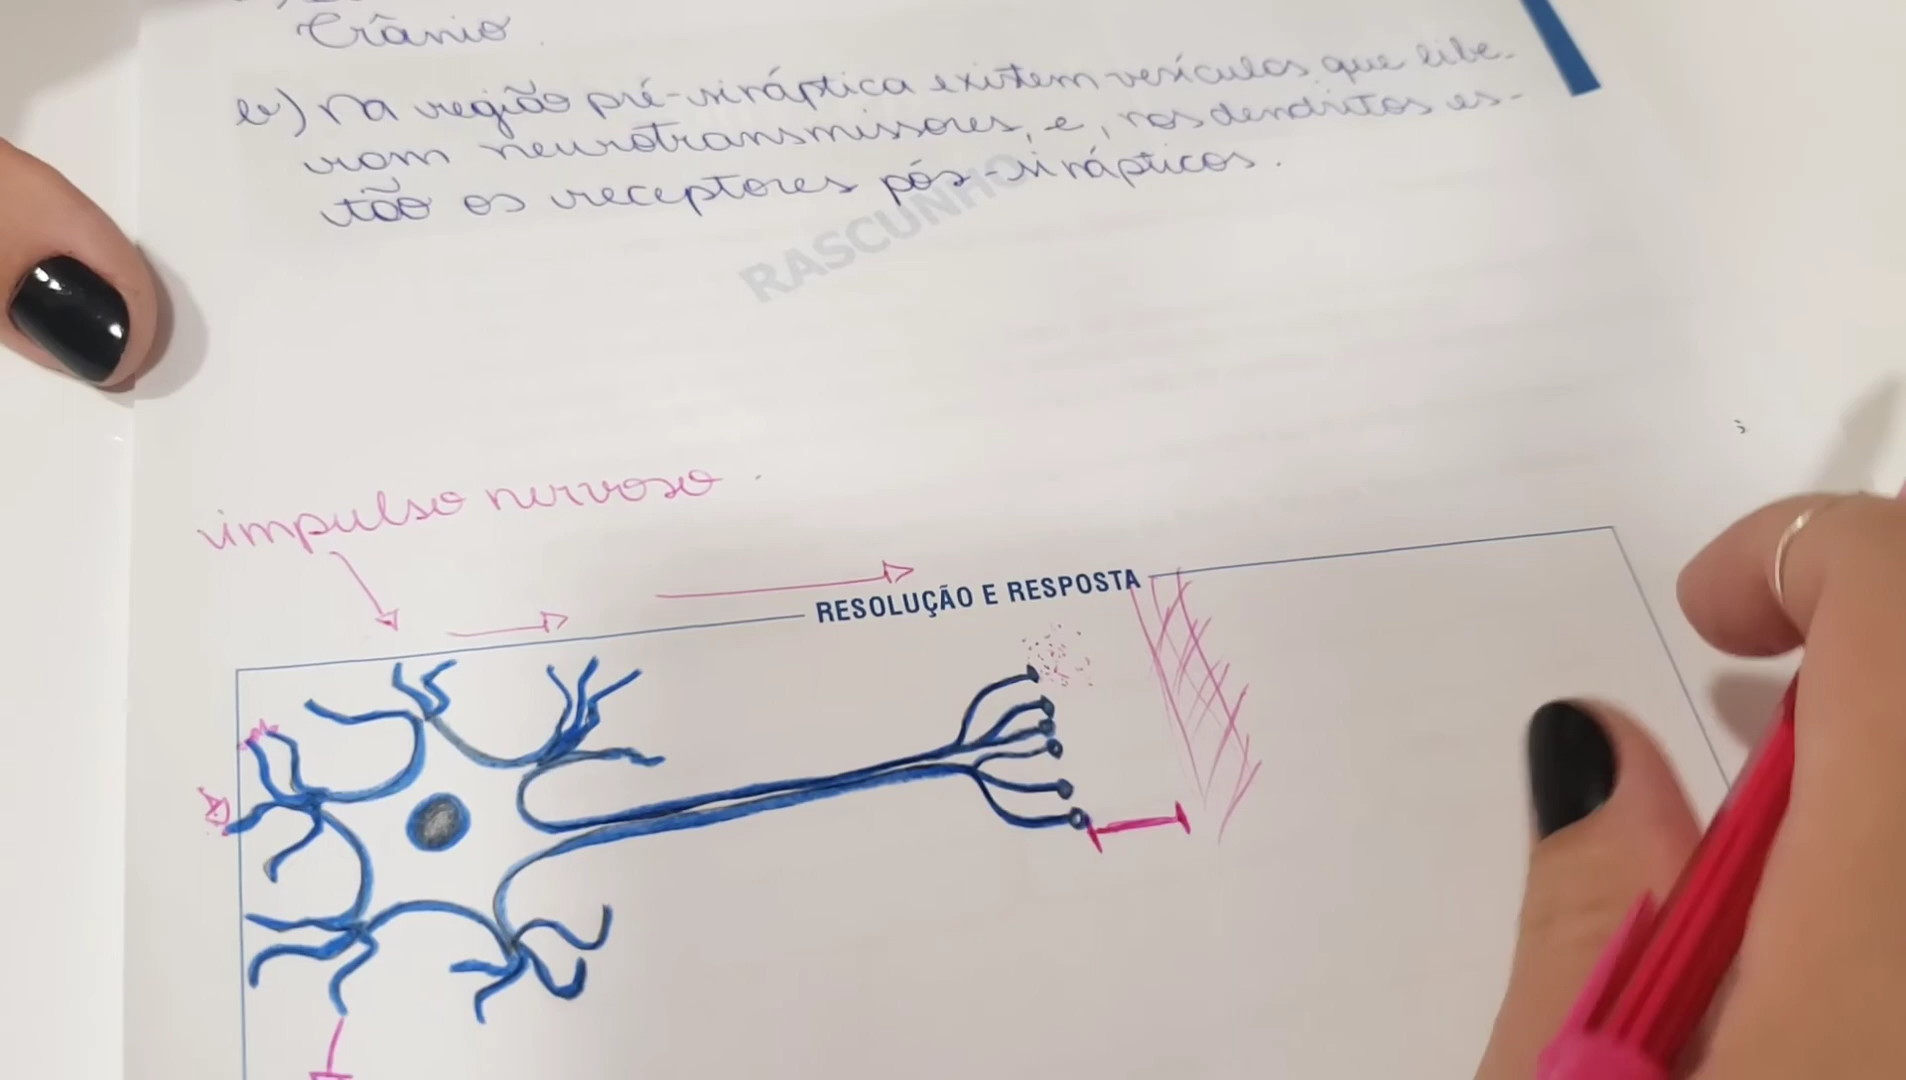 Crânio.
b) Na região pré-sináptica existem vesículas que libe-
ram neurotransmissores, e, nos dendritos es-
tão os receptores pós-sinápticos.
RASCUNHO
impulso nervoso
RESOLUÇÃO E RESPOSTA